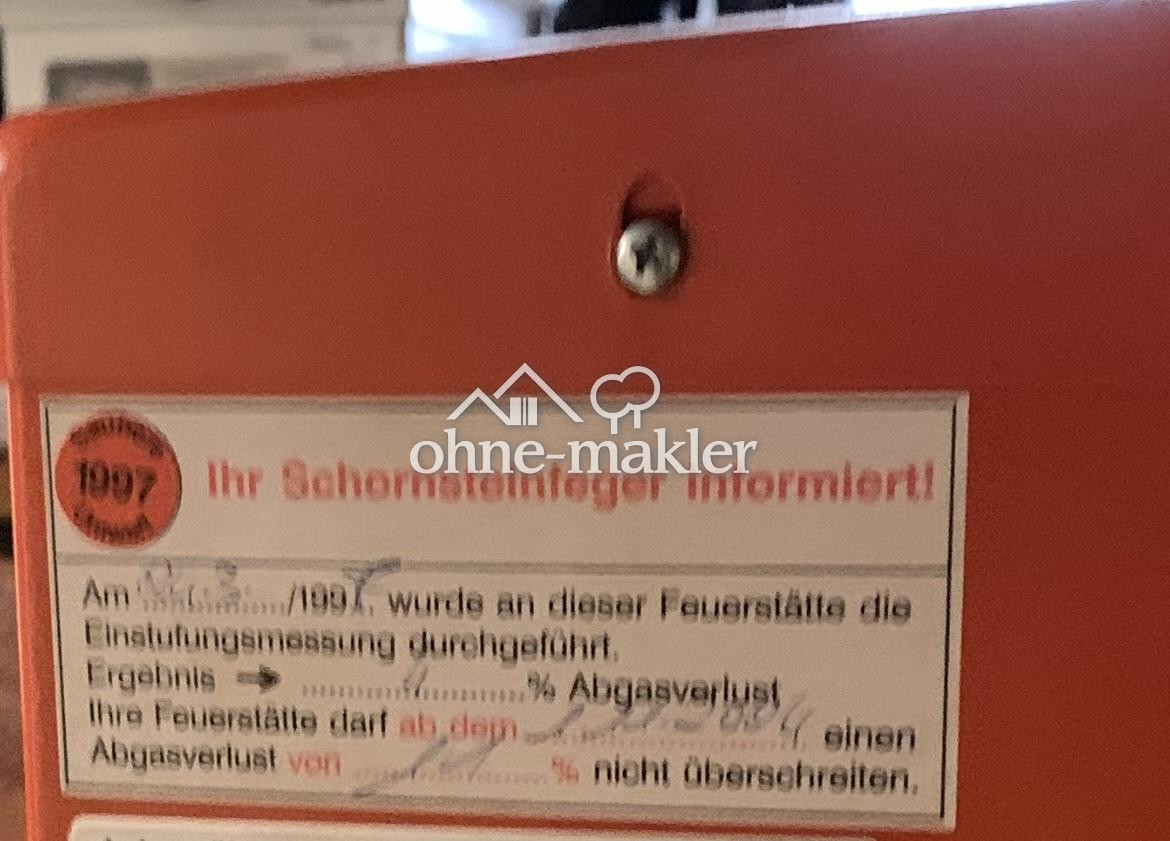 ohne-makler
1997
Ihr Schornsteinfeger informiert!
Am /199 wurde an dieser Feuerstätte die
Einstufungsmessung durchgeführt.
Ergebnis → % Abgasverlust
Ihre Feuerstätte darf ab dem 2004 einen
Abgasverlust von % nicht überschreiten.